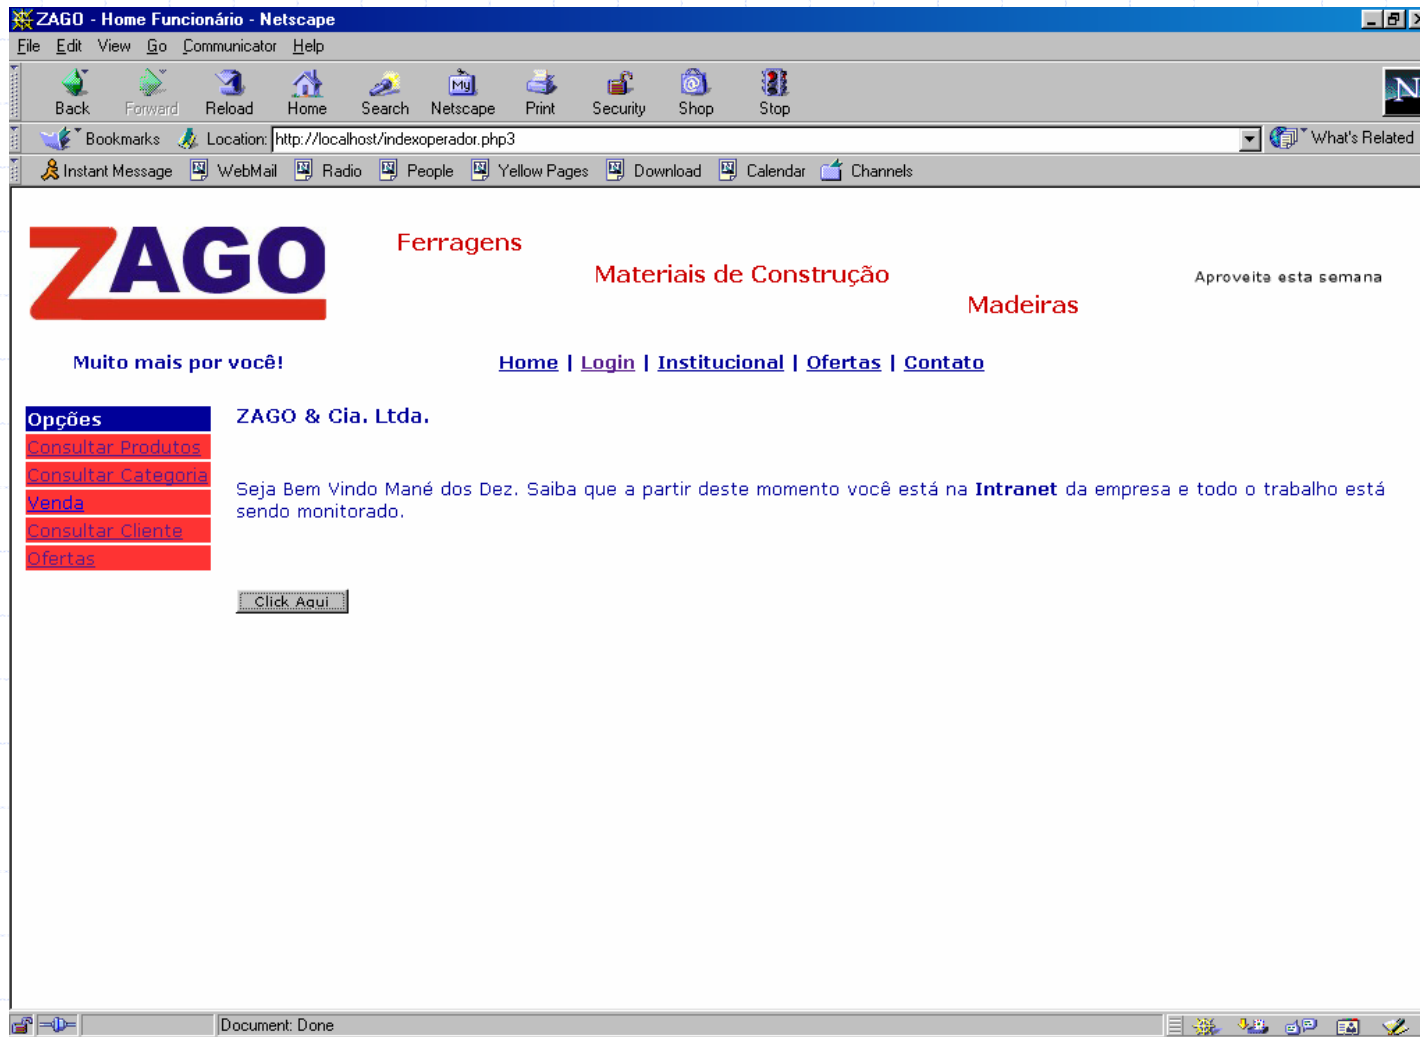 ZAGO - Home Funcionário - Netscape
File Edit View Go Communicator Help
Back Forward Reload Home Search Netscape Print Security Shop Stop
My
N
Bookmarks Location: http://localhost/indexoperador.php3 What's Related
Instant Message WebMail Radio People Yellow Pages Download Calendar Channels
ZAGO
Ferragens
Materiais de Construção
Madeiras
Aproveite esta semana
Muito mais por você!
Home | Login | Institucional | Ofertas | Contato
Opções
Consultar Produtos
Consultar Categoria
Venda
Consultar Cliente
Ofertas
ZAGO & Cia. Ltda.
Seja Bem Vindo Mané dos Dez. Saiba que a partir deste momento você está na Intranet da empresa e todo o trabalho está
sendo monitorado.
Click Aqui
Document: Done